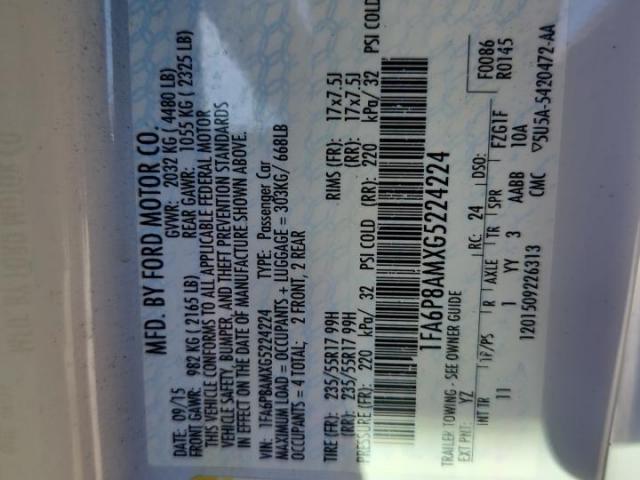 MFD. BY FORD MOTOR CO.
DATE: 09/15 GVWR: 2032 KG ( 4480 LB)
FRONT GAWR: 982 KG ( 2165 LB) REAR GAWR: 1055 KG ( 2325 LB)
THIS VEHICLE CONFORMS TO ALL APPLICABLE FEDERAL MOTOR
VEHICLE SAFETY, BUMPER, AND THEFT PREVENTION STANDARDS
IN EFFECT ON THE DATE OF MANUFACTURE SHOWN ABOVE.
VIN: 1FA6P8AMXG5224224 TYPE: Passenger Car
MAXIMUM LOAD = OCCUPANTS + LUGGAGE = 303KG/ 668LB
OCCUPANTS = 4 TOTAL: 2 FRONT, 2 REAR
TIRE (FR): 235/55R17 99H RIMS (FR): 17x7.5J
(RR): 235/55R17 99H (RR): 17x7.5J
PRESSURE (FR): 220 kPa/ 32 PSI COLD (RR): 220 kPa/ 32 PSI COLD
1FA6P8AMXG5224224
TRAILER TOWING - SEE OWNER GUIDE F0086
EXT PNT: YZ RC: 24 DSO: R0145
INT TR TP/PS R AXLE TR SPR FZG1F
11 1 YY 3 AABB 10A
1201509226313 CMC 5U5A-5420472-AA